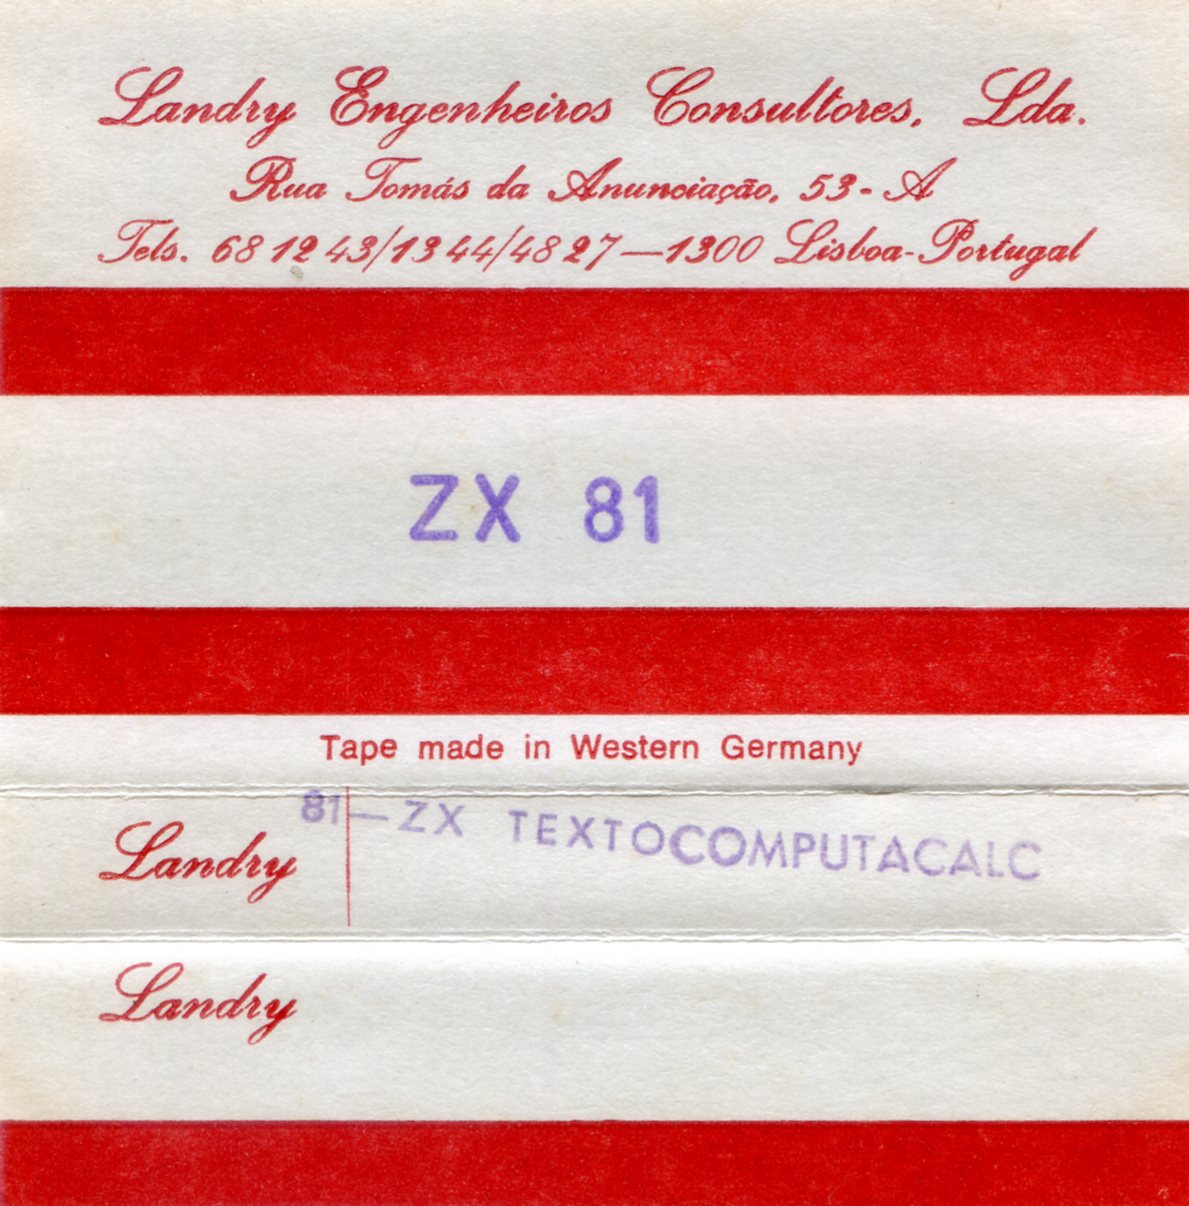 Landry Engenheiros Consultores, Lda.
Rua Tomás da Anunciação, 53-A
Tels. 68 12 43/13 44/48 27—1300 Lisboa-Portugal
ZX 81
Tape made in Western Germany
81—ZX TEXTOCOMPUTACALC
Landry
Landry